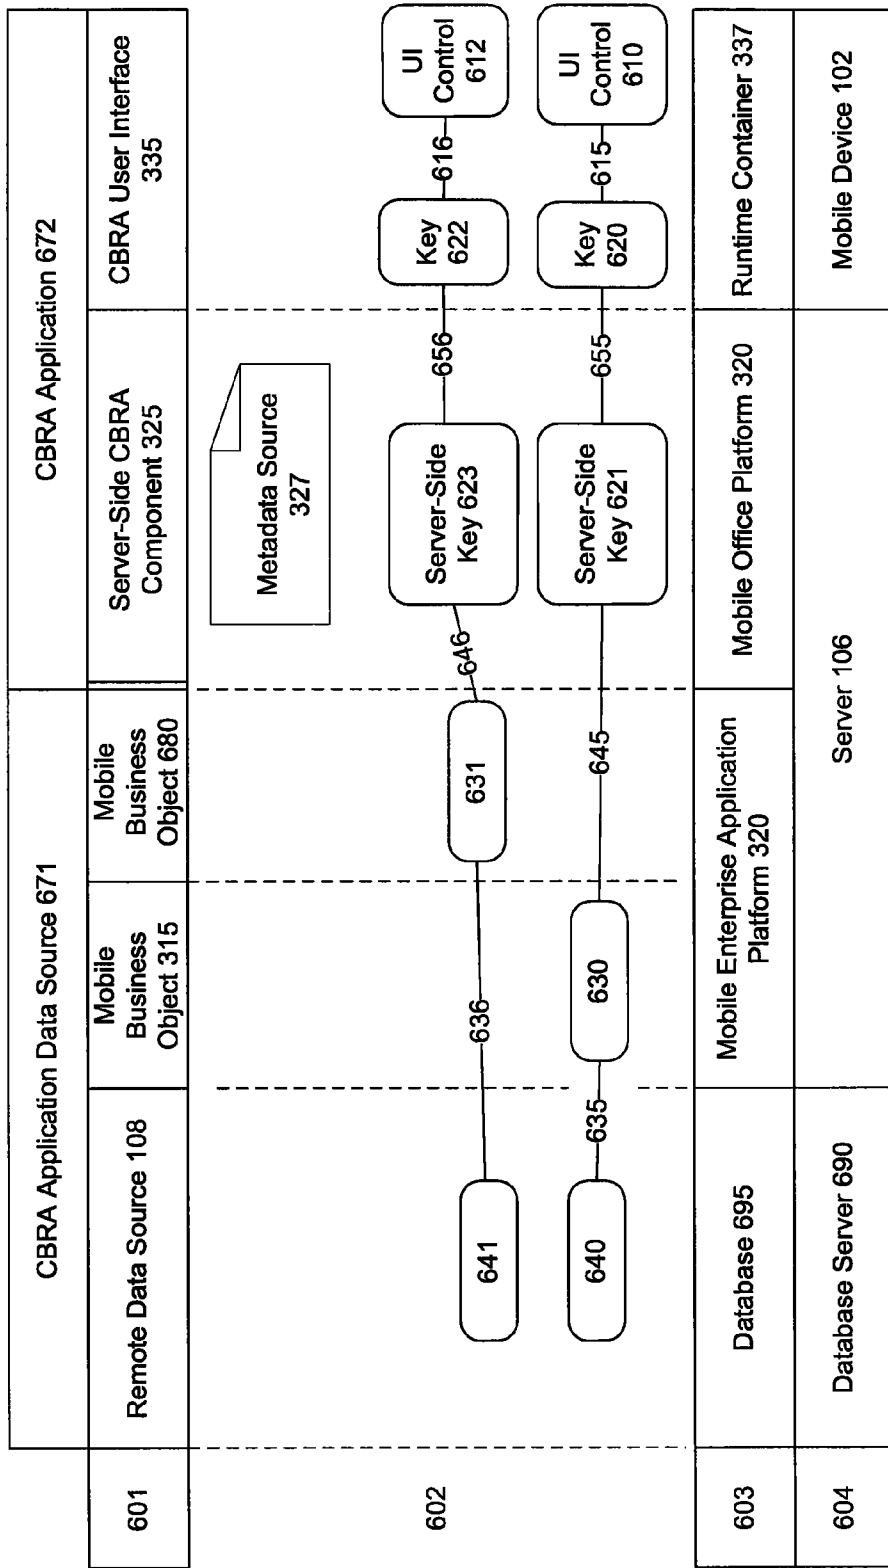 CBRA Application Data Source 671
CBRA Application 672
601
Remote Data Source 108
Mobile
Business
Object 315
Mobile
Business
Object 680
Server-Side CBRA
Component 325
CBRA User Interface
335
602
Metadata Source
327
641
636
631
646
Server-Side
Key 623
656
Key
622
616
UI
Control
612
640
635
630
645
Server-Side
Key 621
655
Key
620
615
UI
Control
610
603
Database 695
Mobile Enterprise Application
Platform 320
Mobile Office Platform 320
Runtime Container 337
604
Database Server 690
Server 106
Mobile Device 102